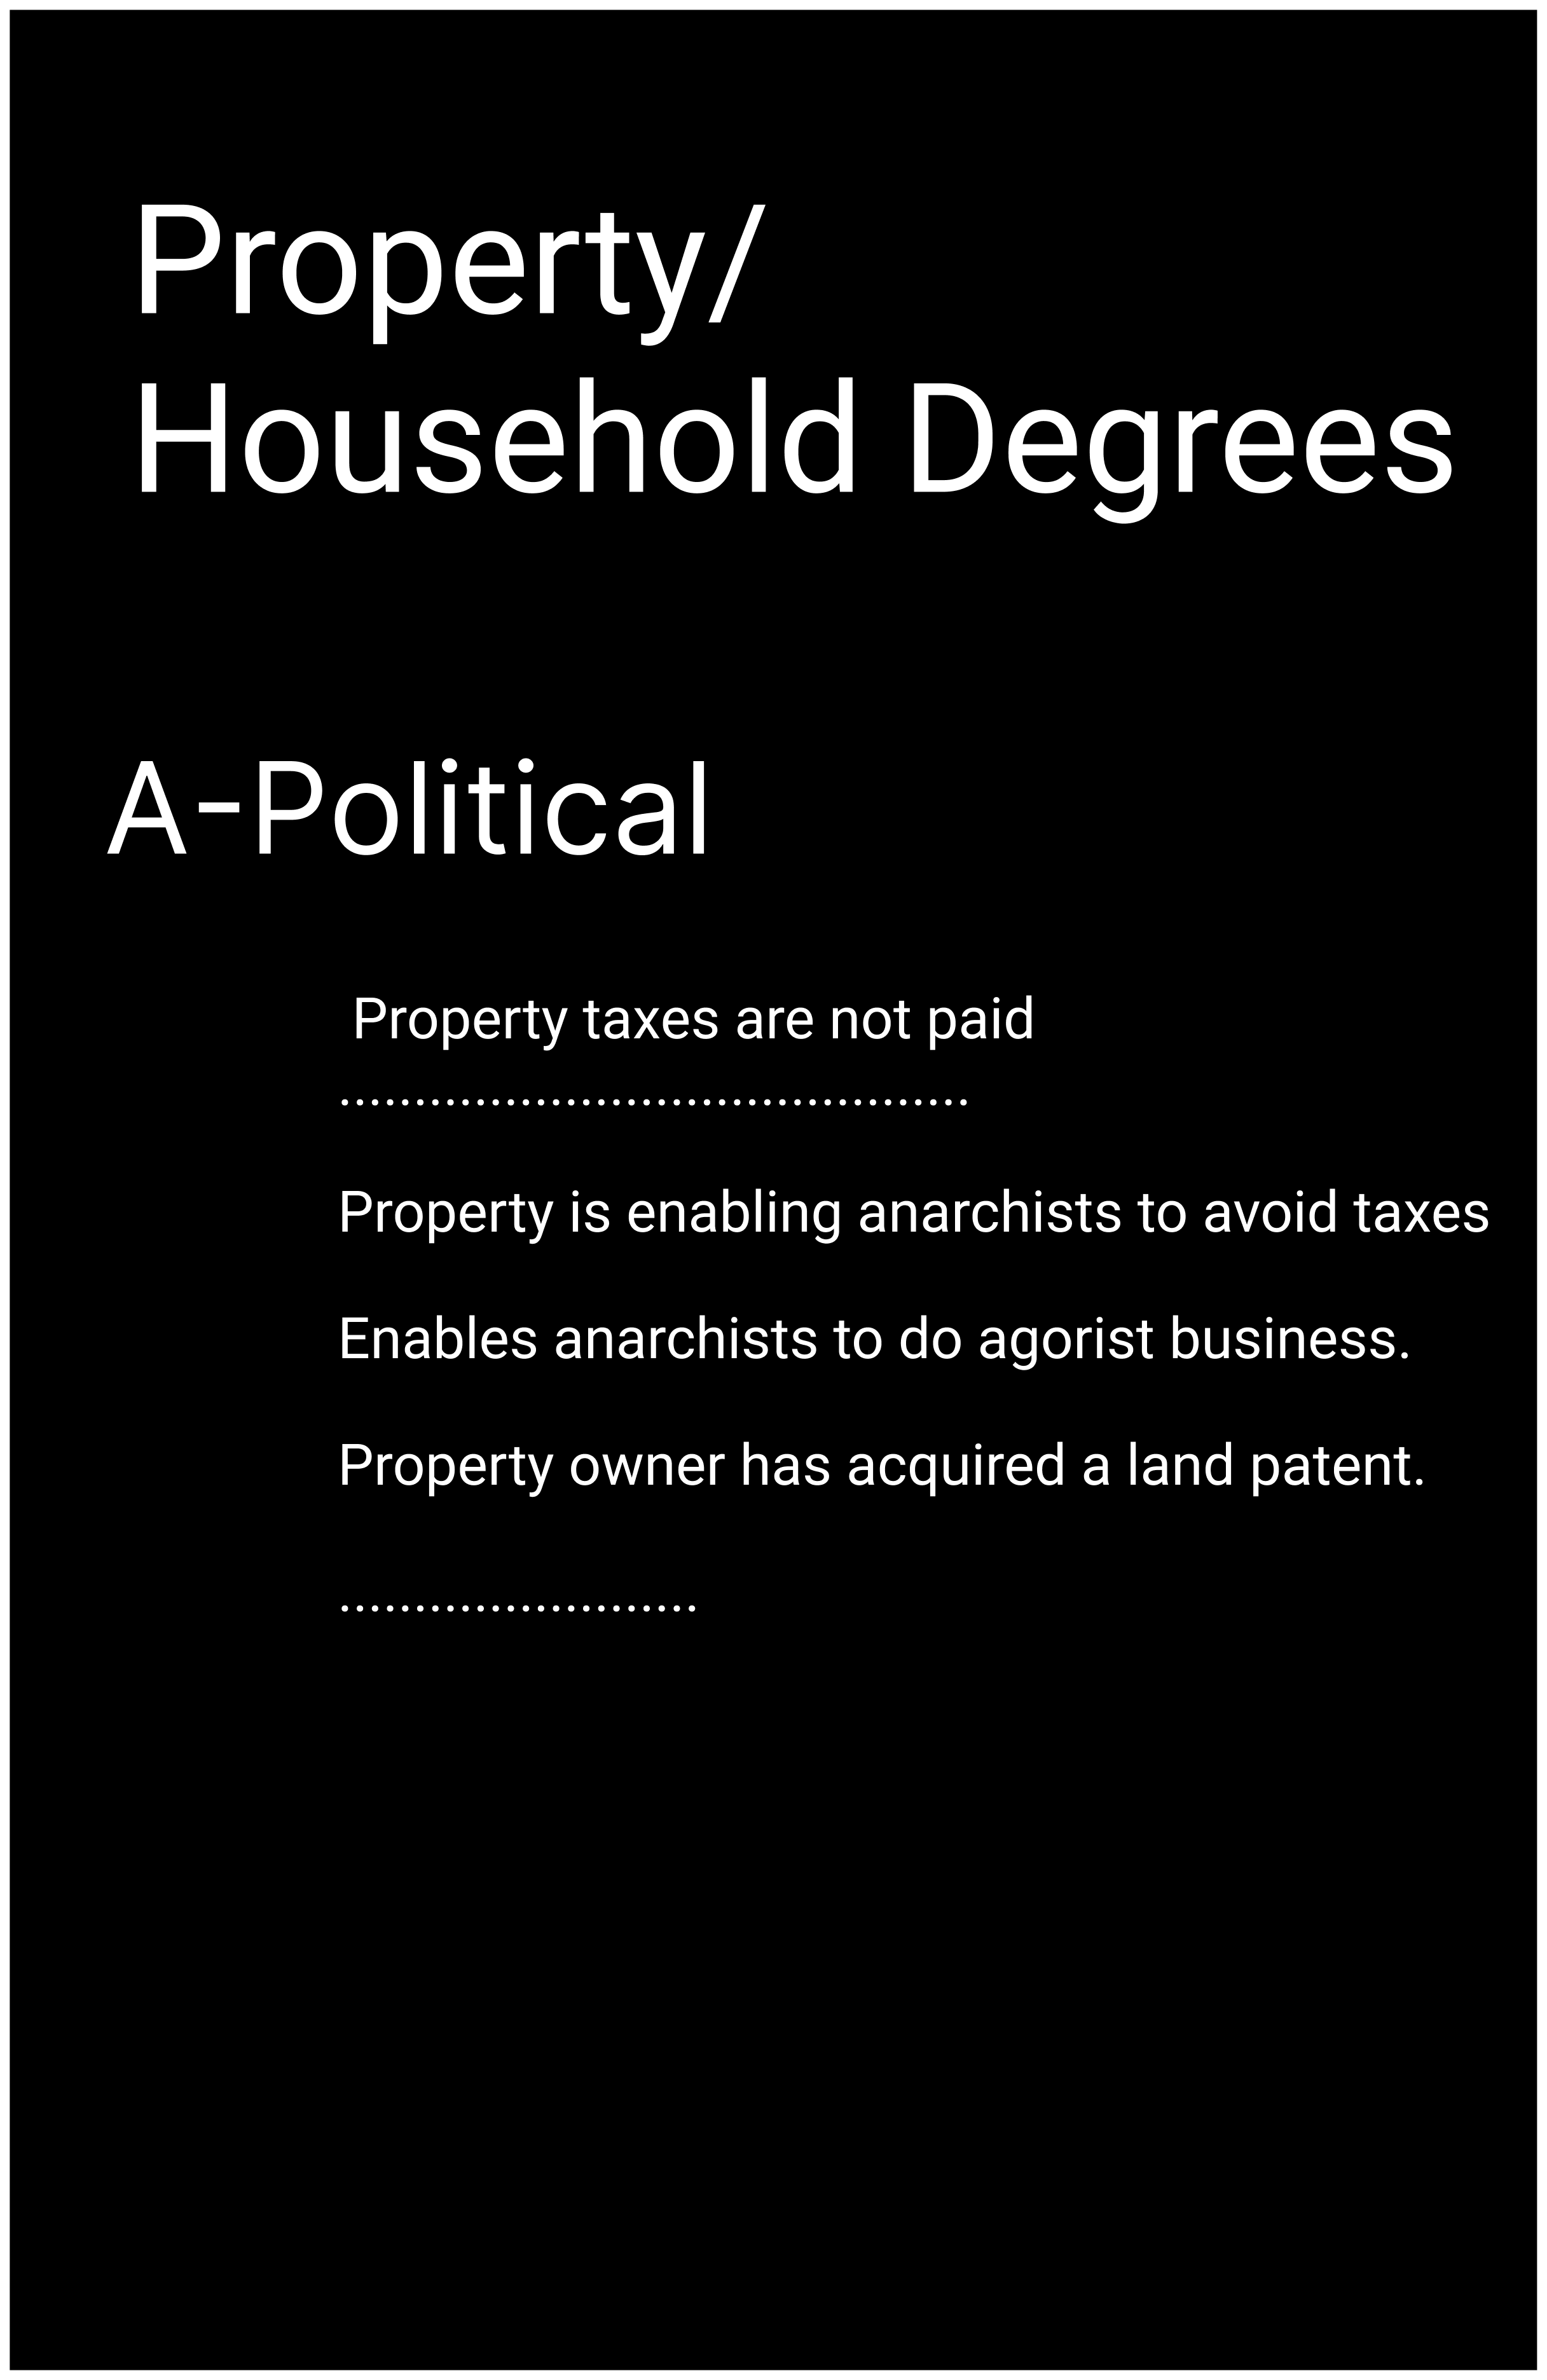 Property/
Household Degrees
A-Political
Property taxes are not paid
..........................................
Property is enabling anarchists to avoid taxes
Enables anarchists to do agorist business.
Property owner has acquired a land patent.
........................